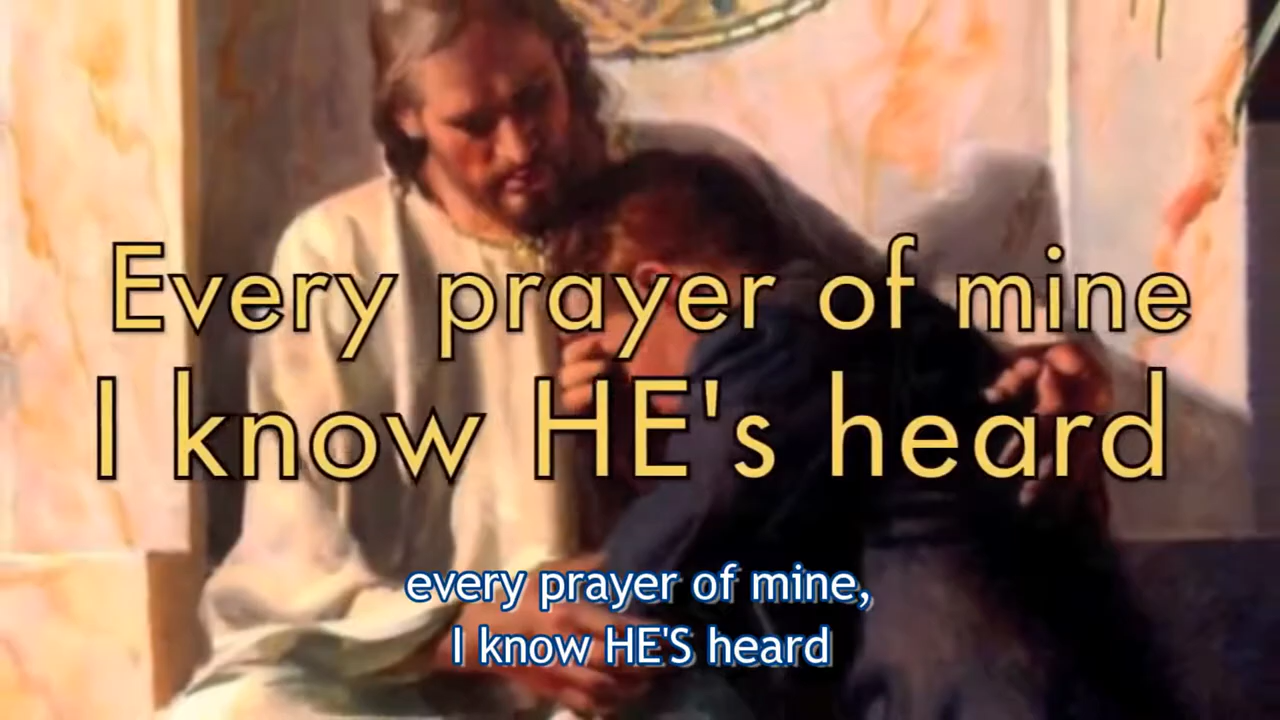 Every prayer of mine
I know HE's heard
every prayer of mine,
I know HE'S heard